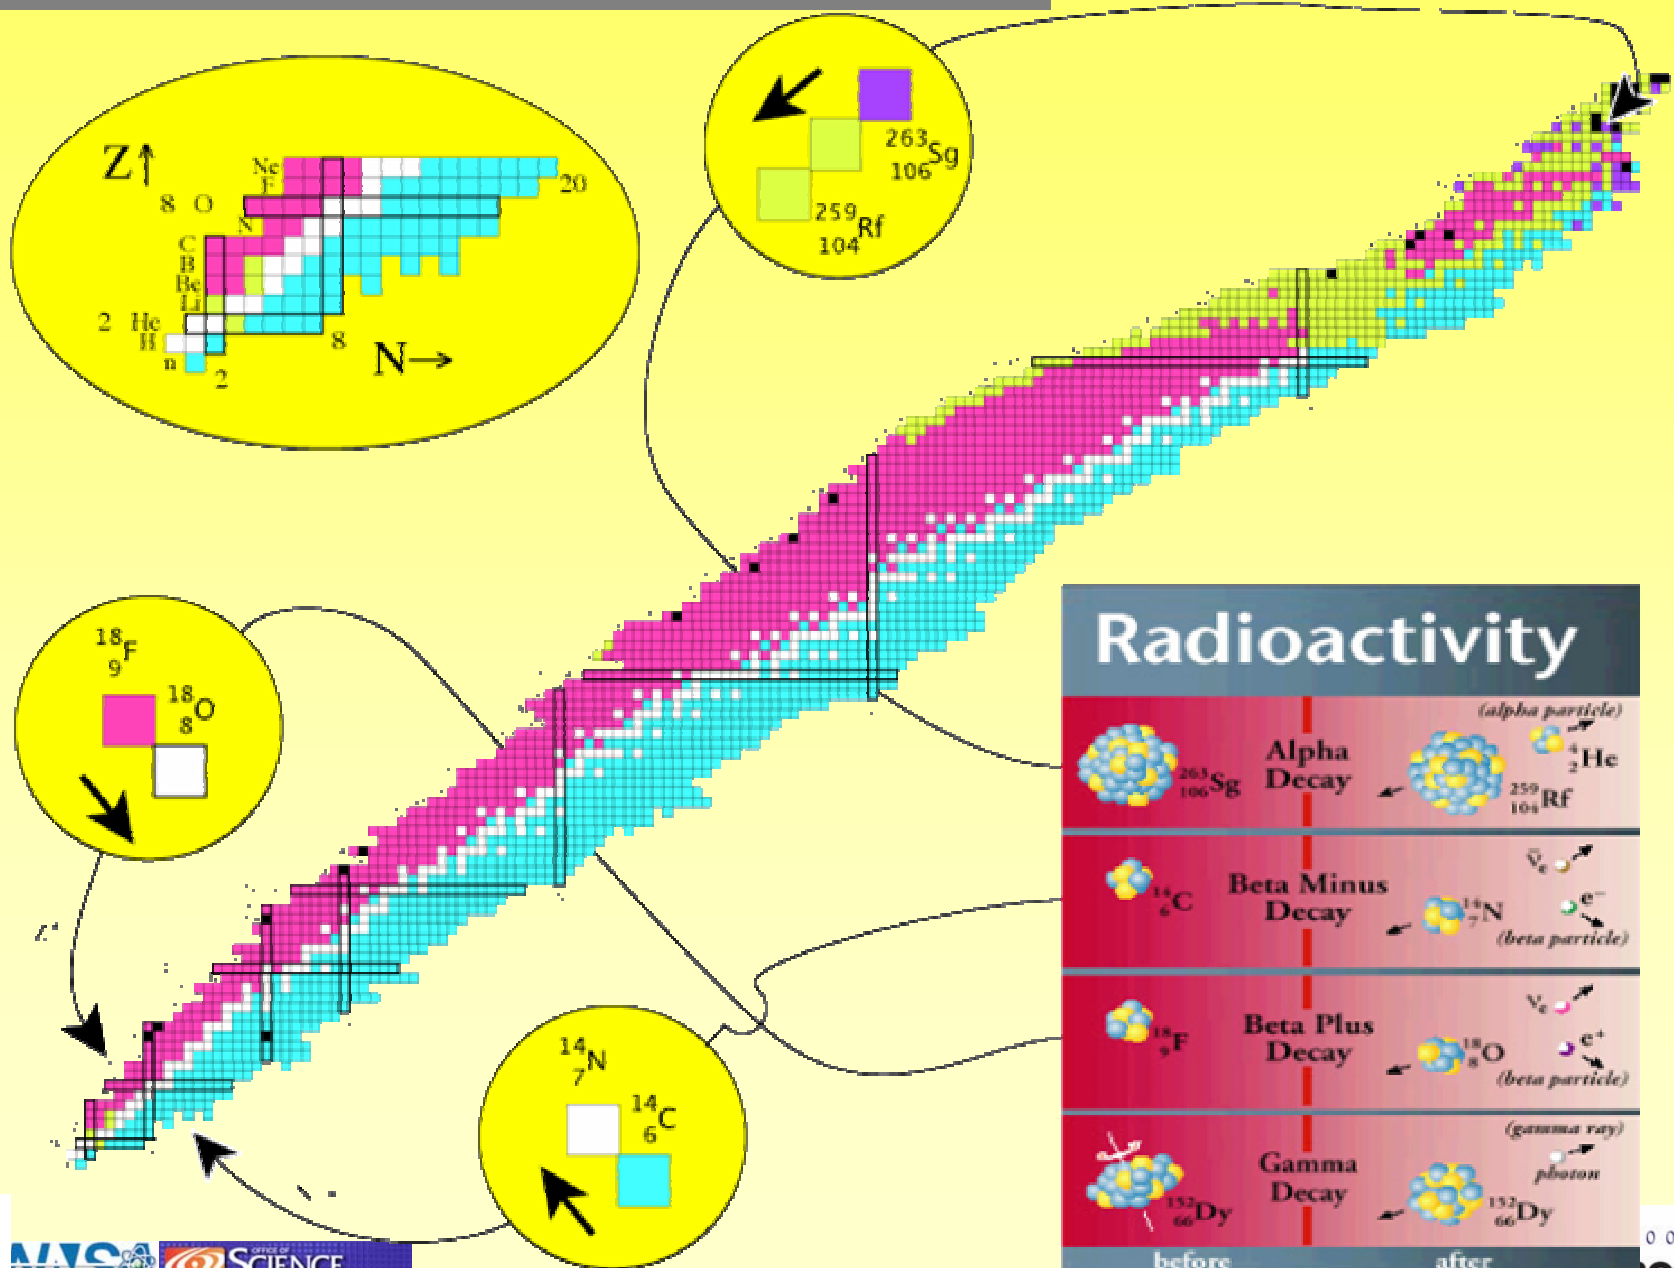 Z↑
Ne
F
8 O
N
C
B
Be
Li
2 He
H
n
2
8
20
N→
263
106 Sg
259
104 Rf
18
9 F
18
8 O
14
7 N
14
6 C
Radioactivity
(alpha particle)
263
106 Sg
Alpha
Decay
4
2 He
259
104 Rf
ν̄e
14
6 C
Beta Minus
Decay
14
7 N
e−
(beta particle)
νe
18
9 F
Beta Plus
Decay
18
8 O
e+
(beta particle)
(gamma ray)
photon
Gamma
Decay
152
66 Dy
152
66 Dy
before
after
OFFICE OF
SCIENCE